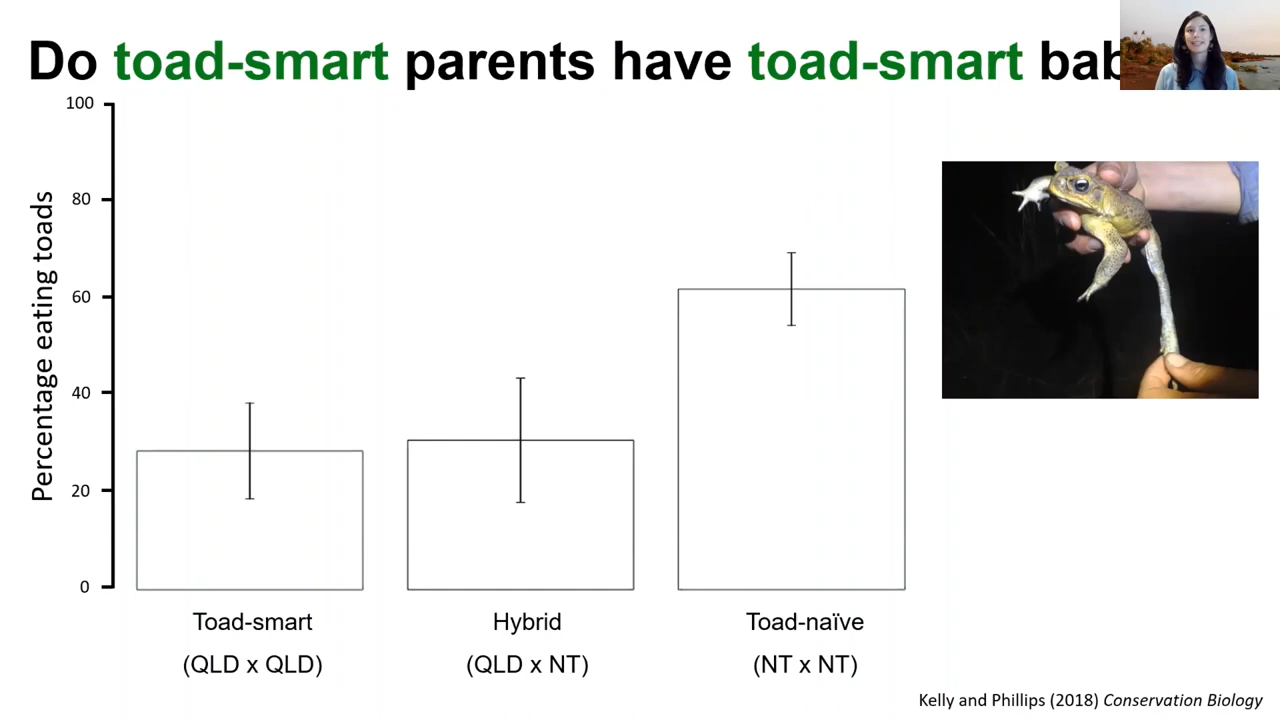 Do toad-smart parents have toad-smart
Percentage eating toads
100
80
60
40
20
0
Toad-smart
(QLD x QLD)
Hybrid
(QLD x NT)
Toad-naïve
(NT x NT)
Kelly and Phillips (2018) Conservation Biology